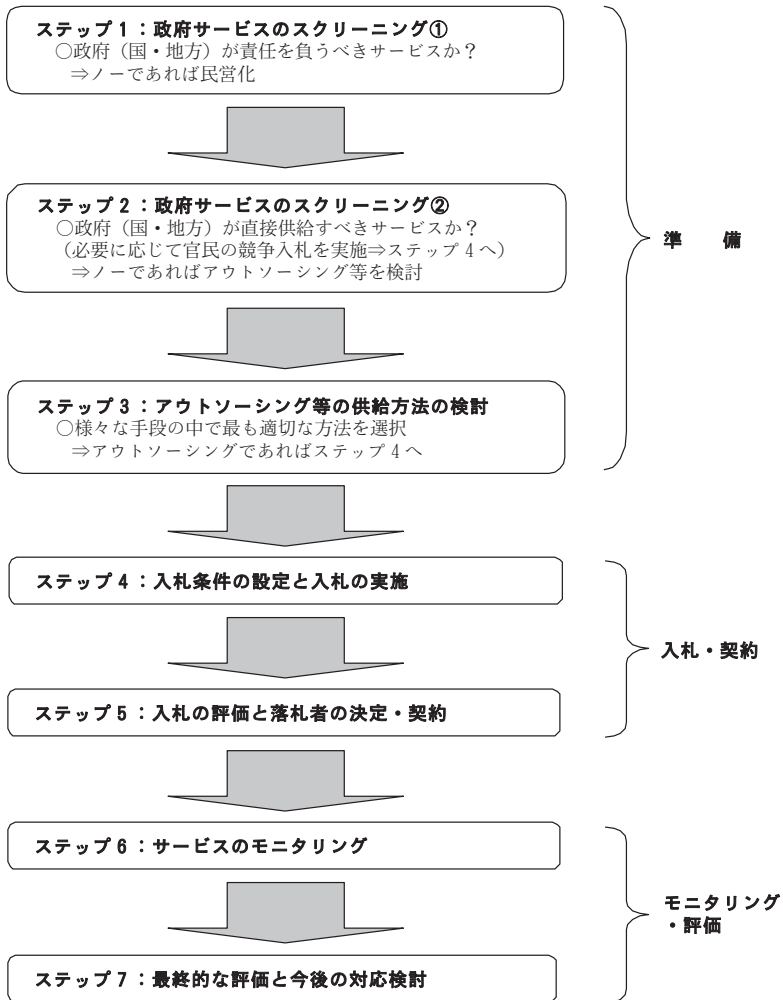 ステップ１：政府サービスのスクリーニング①
○政府（国・地方）が責任を負うべきサービスか？
⇒ノーであれば民営化
ステップ２：政府サービスのスクリーニング②
○政府（国・地方）が直接供給すべきサービスか？
（必要に応じて官民の競争入札を実施⇒ステップ４へ）
⇒ノーであればアウトソーシング等を検討
準　備
ステップ３：アウトソーシング等の供給方法の検討
○様々な手段の中で最も適切な方法を選択
⇒アウトソーシングであればステップ４へ
ステップ４：入札条件の設定と入札の実施
入札・契約
ステップ５：入札の評価と落札者の決定・契約
ステップ６：サービスのモニタリング
モニタリング
・評価
ステップ７：最終的な評価と今後の対応検討